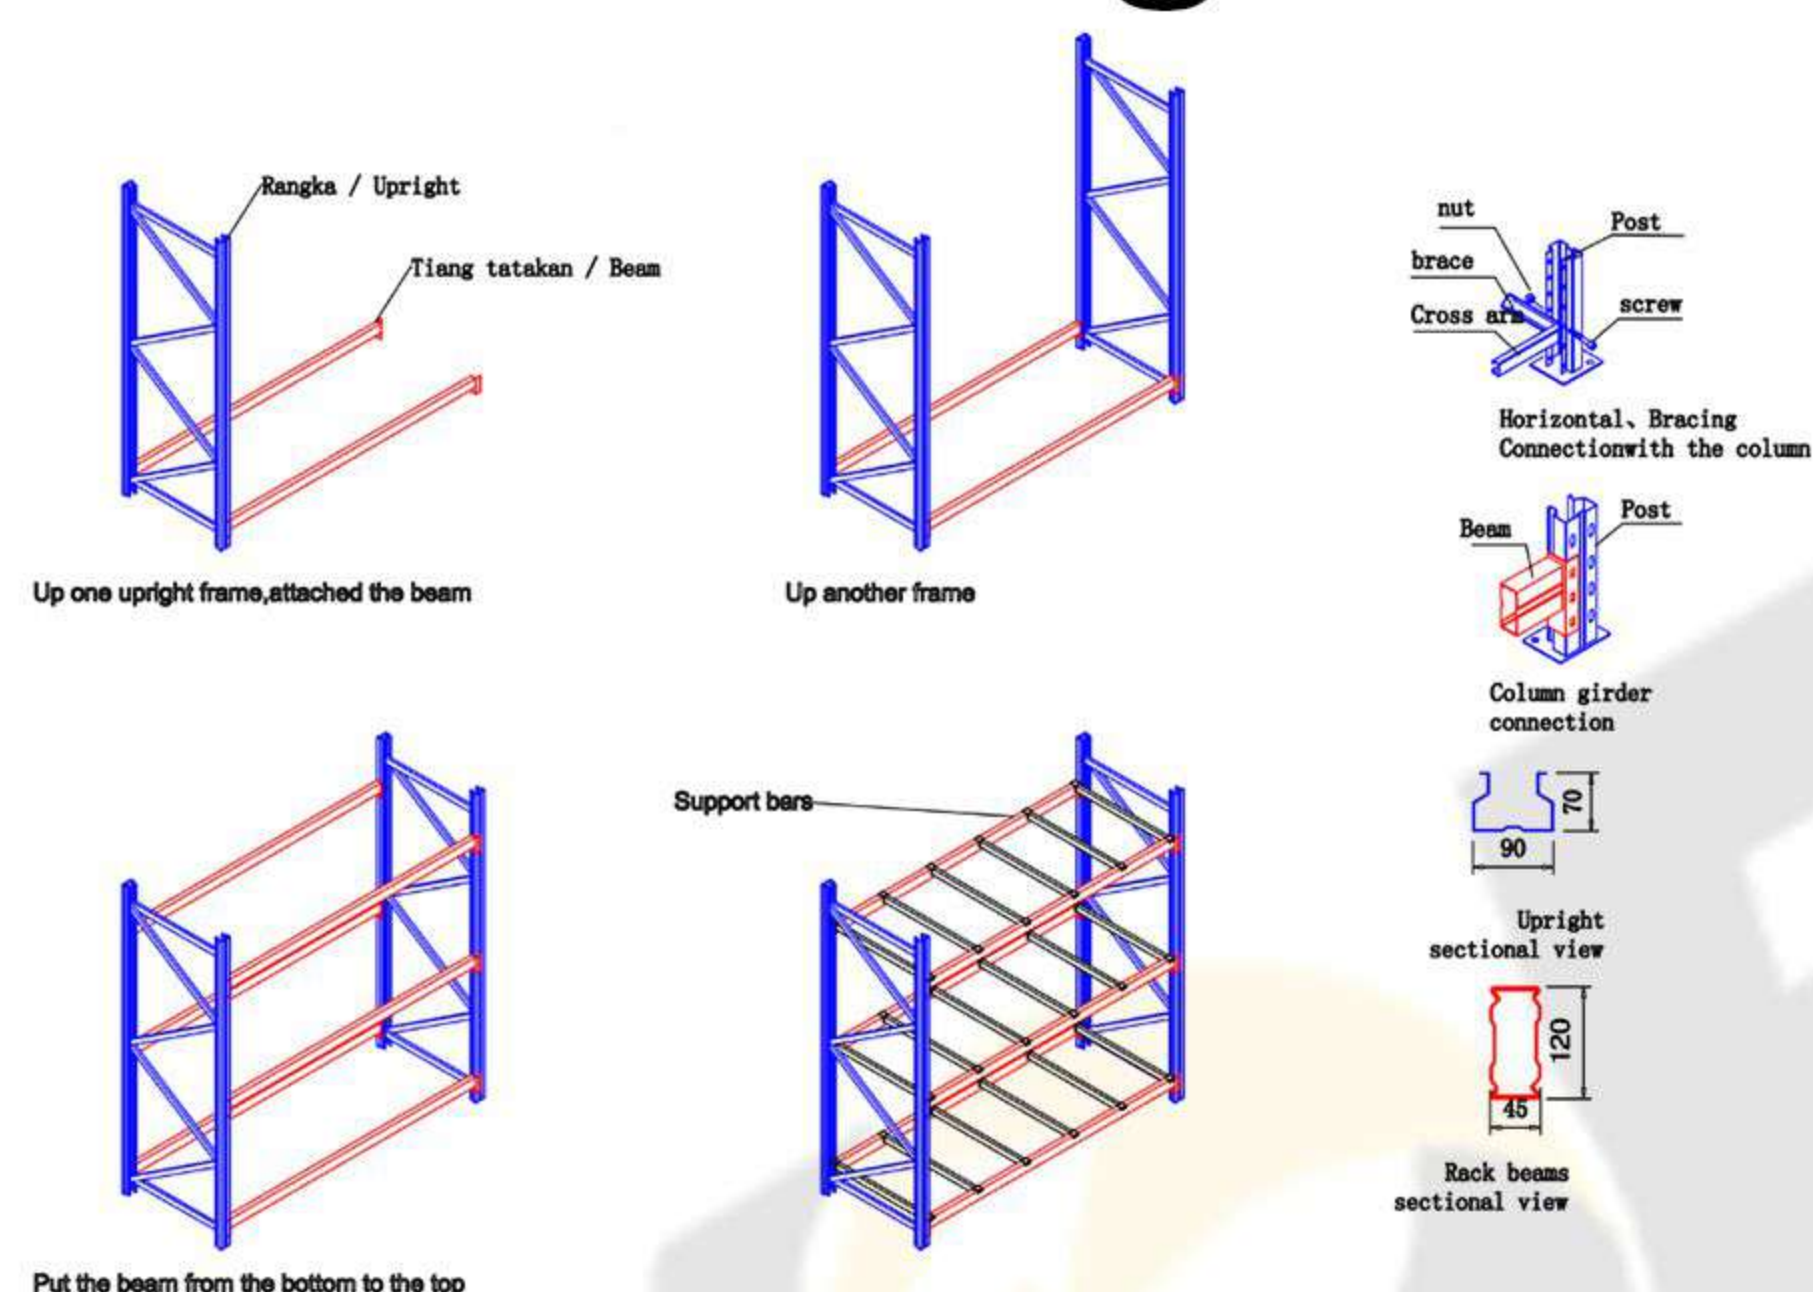 Rangka / Upright
Tiang tatakan / Beam
Up one upright frame,attached the beam
Up another frame
nut
Post
brace
screw
Cross arm
Horizontal、Bracing
Connectionwith the column
Beam
Post
Column girder
connection
70
90
Upright
sectional view
120
45
Rack beams
sectional view
Support bars
Put the beam from the bottom to the top